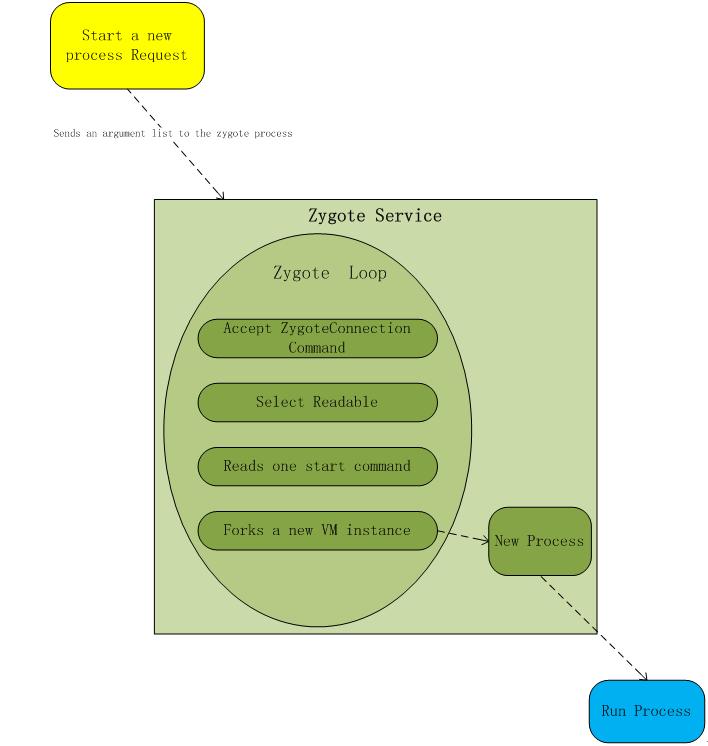 Start a new
process Request
Sends an argument list to the zygote process
Zygote Service
Zygote Loop
Accept ZygoteConnection
Command
Select Readable
Reads one start command
Forks a new VM instance
New Process
Run Process